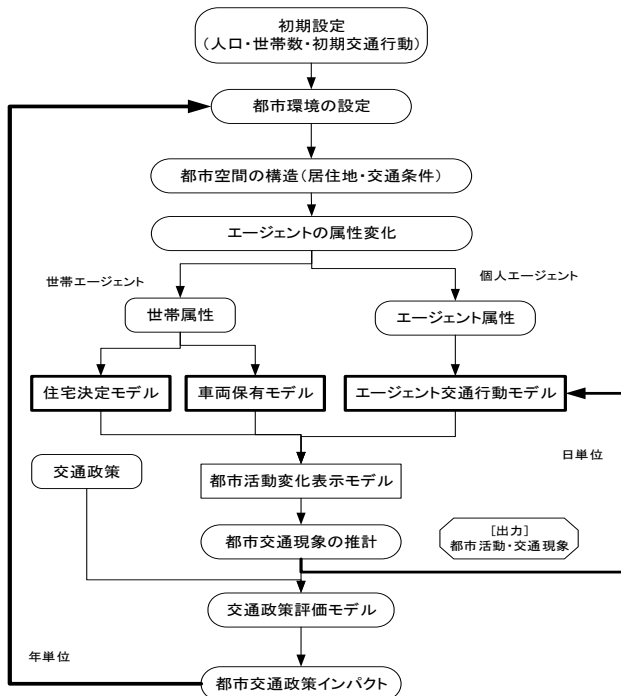 初期設定
（人口・世帯数・初期交通行動）
都市環境の設定
都市空間の構造（居住地・交通条件）
エージェントの属性変化
世帯エージェント
個人エージェント
世帯属性
エージェント属性
住宅決定モデル
車両保有モデル
エージェント交通行動モデル
日単位
交通政策
都市活動変化表示モデル
[出力]
都市活動・交通現象
都市交通現象の推計
交通政策評価モデル
年単位
都市交通政策インパクト